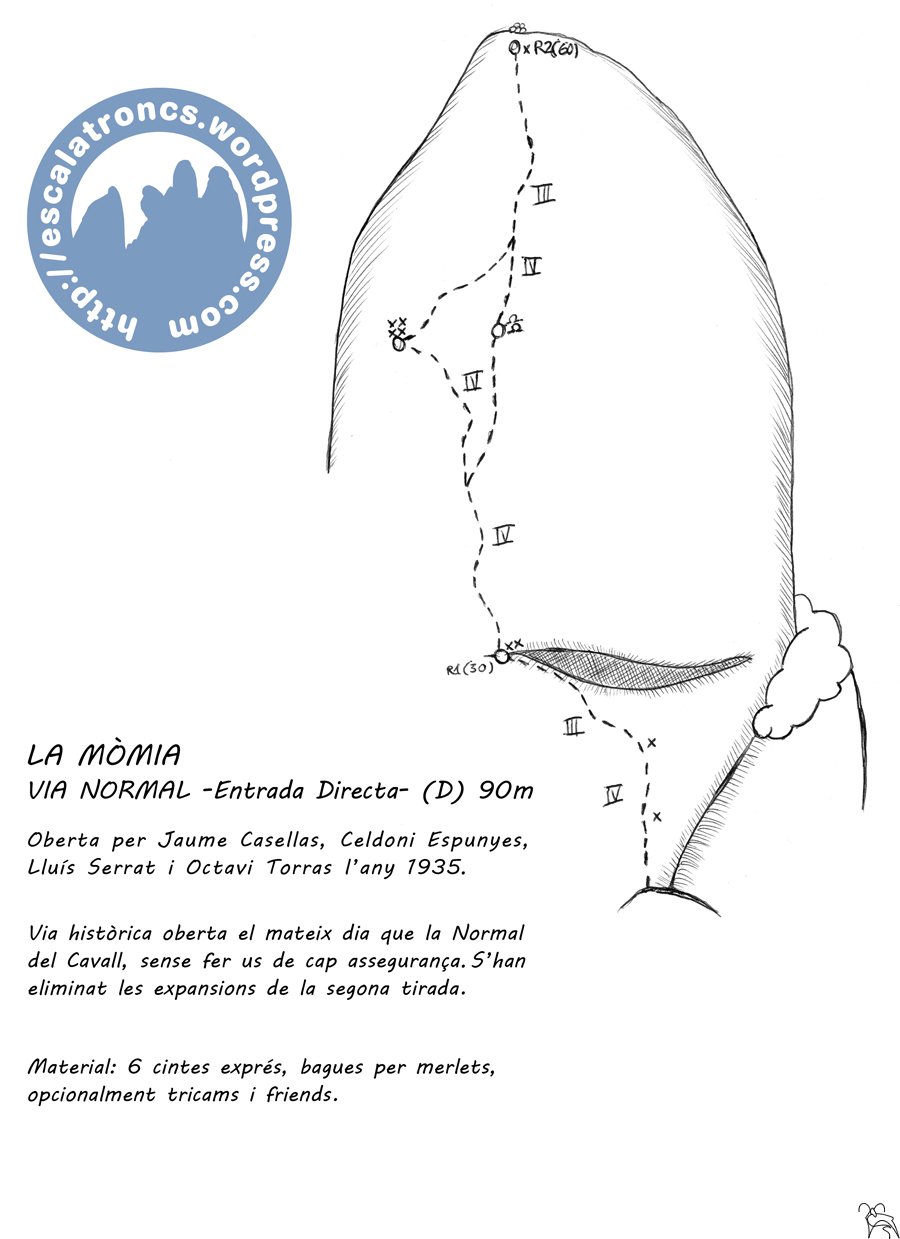 http://escalatroncs.wordpress.com
x R2(60)
III
IV
IV
IV
R1(30)
III
IV
LA MÒMIA
VIA NORMAL -Entrada Directa- (D) 90m
Oberta per Jaume Casellas, Celdoni Espunyes,
Lluís Serrat i Octavi Torras l'any 1935.
Via històrica oberta el mateix dia que la Normal
del Cavall, sense fer us de cap assegurança. S'han
eliminat les expansions de la segona tirada.
Material: 6 cintes exprés, bagues per merlets,
opcionalment tricams i friends.